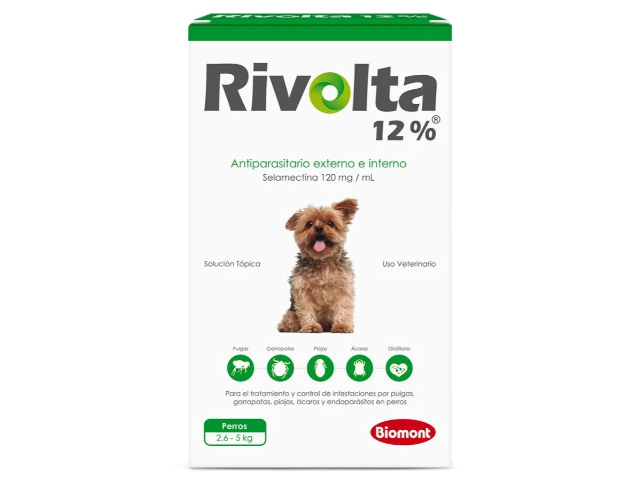 Rivolta 12%
Rivolta
12%®
Antiparasitario externo e interno
Selamectina 120 mg / mL
Solución Tópica
Uso Veterinario
Pulgas Garrapatas Piojos Ácaros Dirofilaria
Para el tratamiento y control de infestaciones por pulgas,
garrapatas, piojos, ácaros y endoparásitos en perros
Perros
2.6 - 5 kg
Biomont